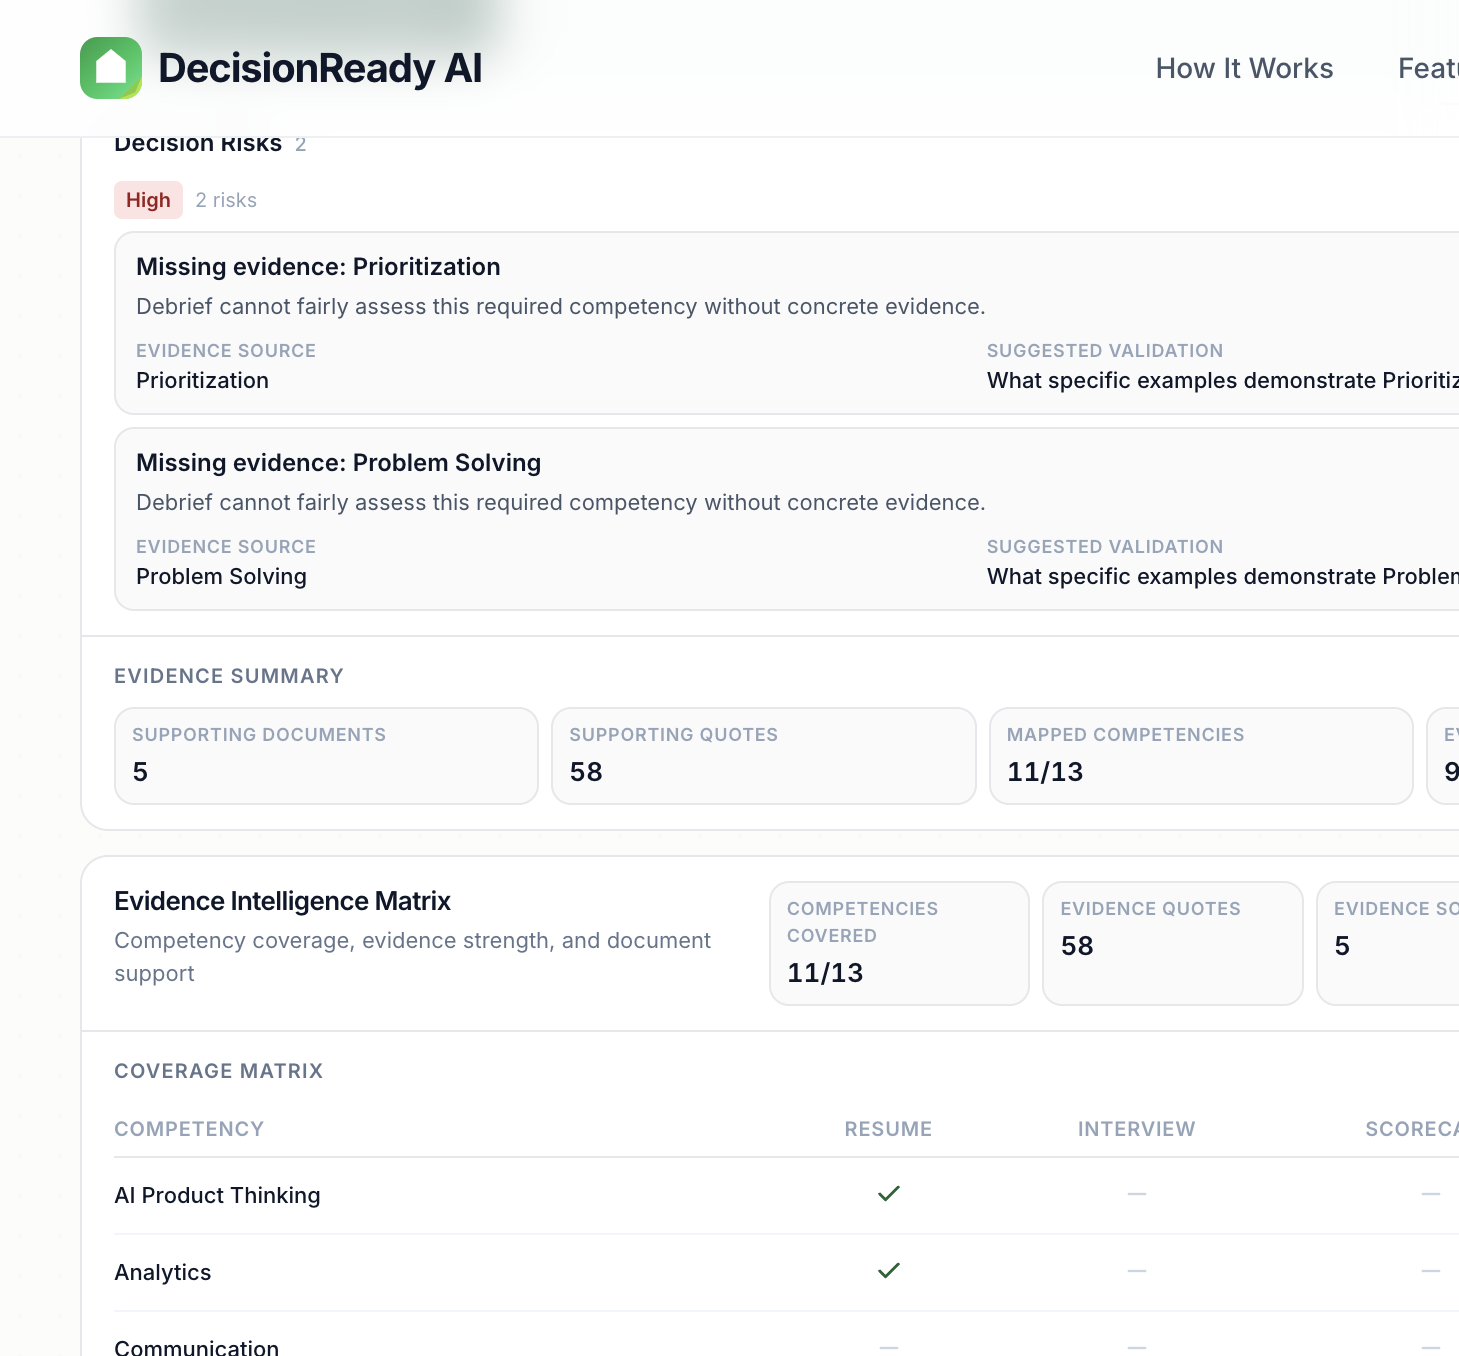 DecisionReady AI
How It Works
Decision Risks 2
High 2 risks
Missing evidence: Prioritization
Debrief cannot fairly assess this required competency without concrete evidence.
EVIDENCE SOURCE
SUGGESTED VALIDATION
Prioritization
What specific examples demonstrate
Missing evidence: Problem Solving
Debrief cannot fairly assess this required competency without concrete evidence.
EVIDENCE SOURCE
SUGGESTED VALIDATION
Problem Solving
What specific examples demonstrate
EVIDENCE SUMMARY
SUPPORTING DOCUMENTS
5
SUPPORTING QUOTES
58
MAPPED COMPETENCIES
11/13
9
Evidence Intelligence Matrix
Competency coverage, evidence strength, and document
support
COMPETENCIES
COVERED
11/13
EVIDENCE QUOTES
58
EVIDENCE
5
COVERAGE MATRIX
COMPETENCY
RESUME
INTERVIEW
AI Product Thinking
Analytics
Communication